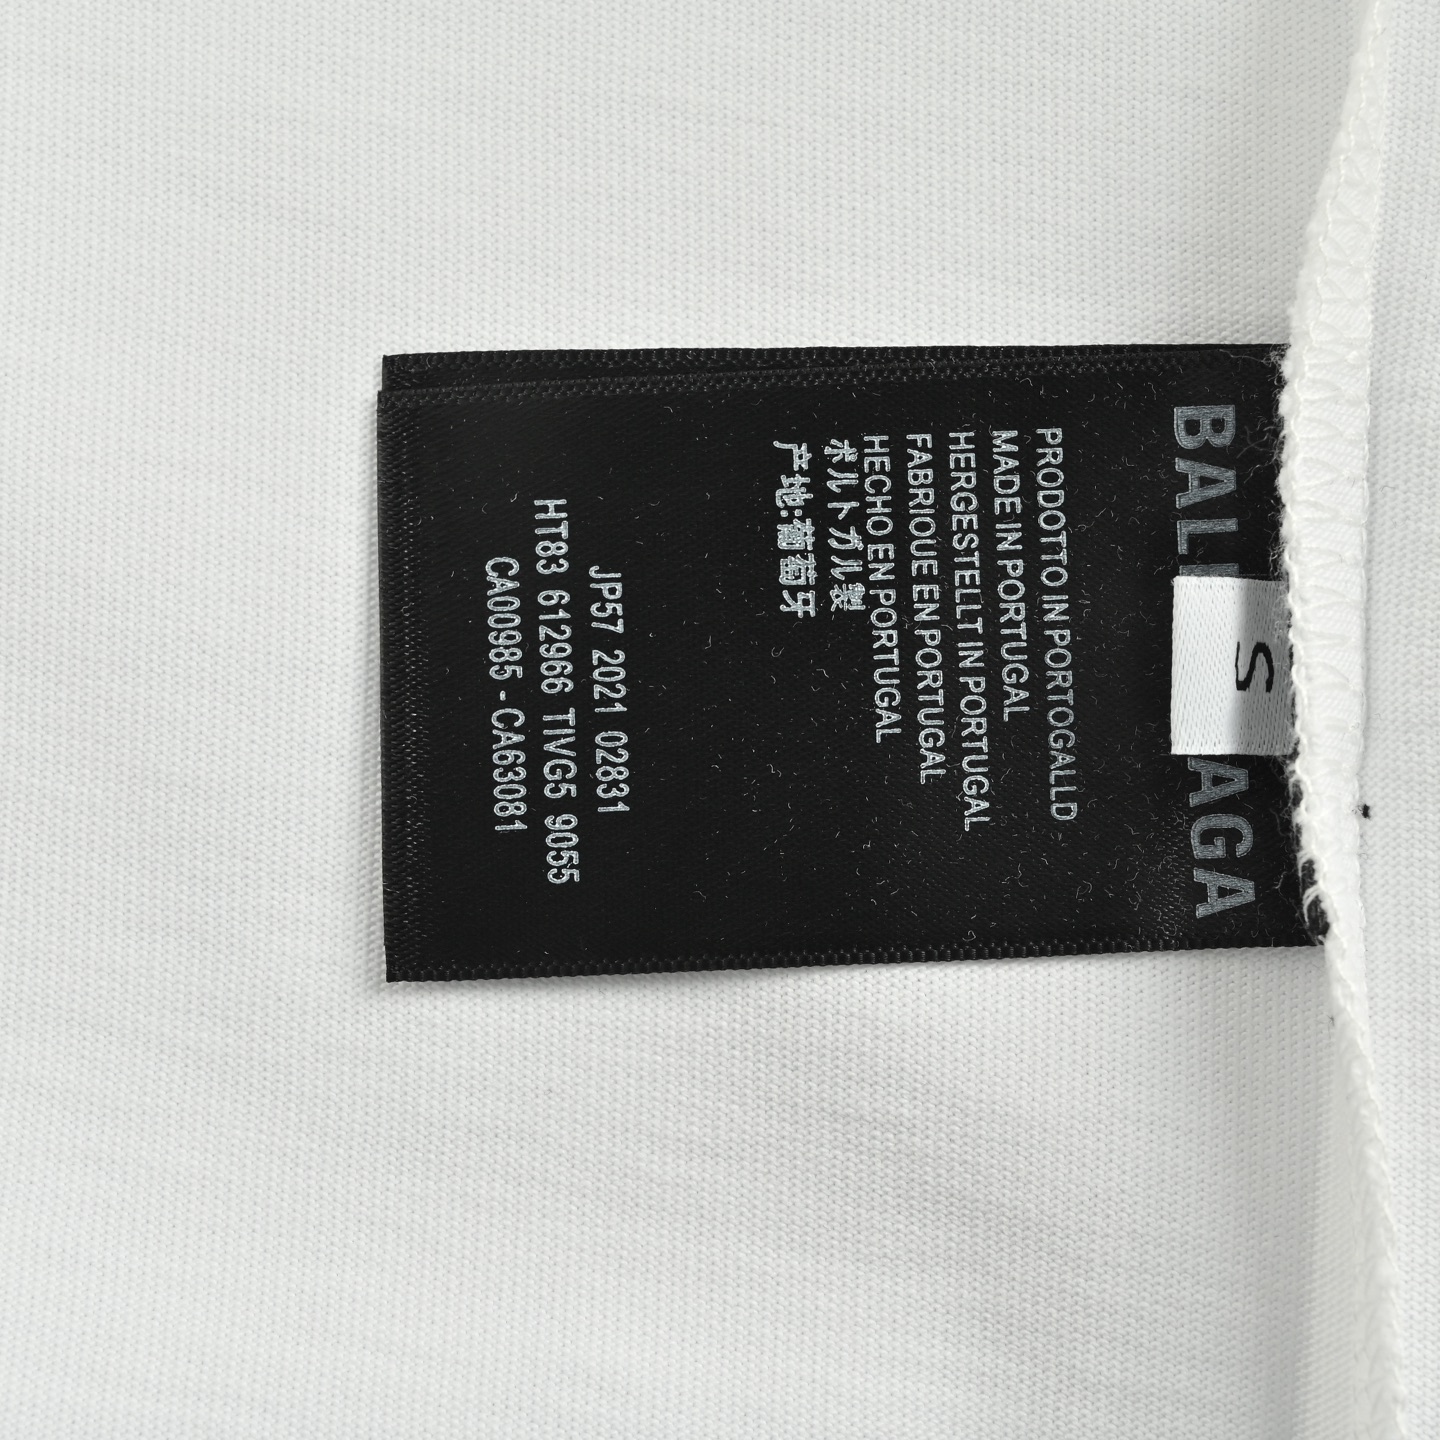 BAL
AGA
S
PRODOTTO IN PORTOGALLD
MADE IN PORTUGAL
HERGESTELLT IN PORTUGAL
FABRIOUE EN PORTUGAL
HECHO EN PORTUGAL
ポルトガル製
产地:葡萄牙
JP57 2021 02831
HT83 612966 TIVG5 9055
CA00985 - CA63081